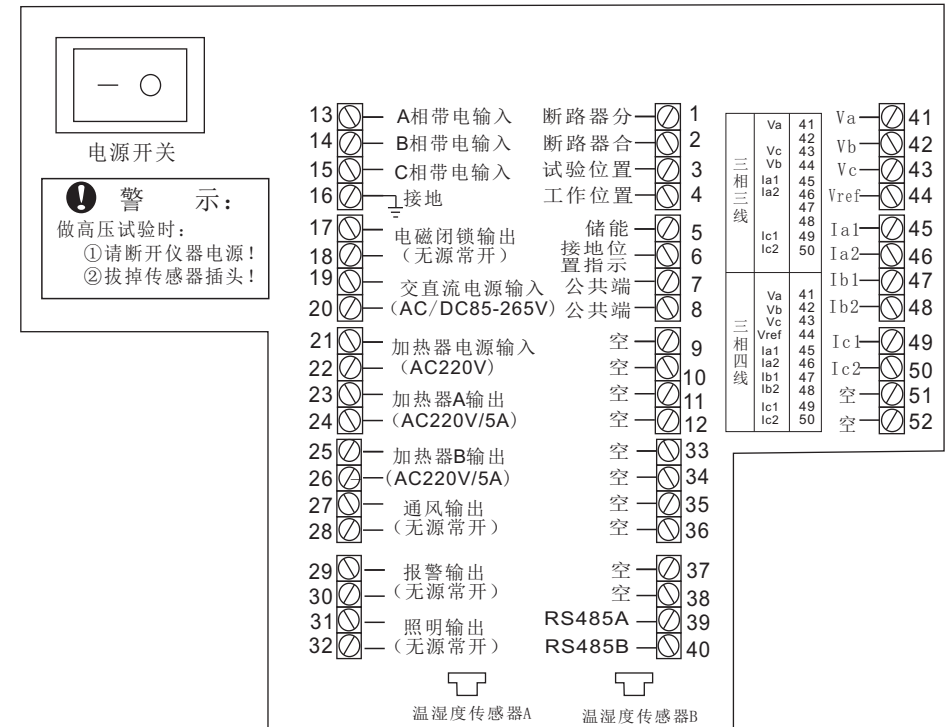 电源开关
警 示:
做高压试验时:
①请断开仪器电源!
②拔掉传感器插头!
13 A相带电输入
14 B相带电输入
15 C相带电输入
16 接地
17
18
电磁闭锁输出
(无源常开)
19
20
交直流电源输入
(AC/DC85-265V)
21
22
加热器电源输入
(AC220V)
23
24
加热器A输出
(AC220V/5A)
25
26
加热器B输出
(AC220V/5A)
27
28
通风输出
(无源常开)
29
30
报警输出
(无源常开)
31
32
照明输出
(无源常开)
断路器分 1
断路器合 2
试验位置 3
工作位置 4
储能 5
接地位
置指示
6
公共端 7
公共端 8
空 9
空 10
空 11
空 12
空 33
空 34
空 35
空 36
空 37
空 38
RS485A 39
RS485B 40
三相三线
Va 41
42
Vc 43
Vb 44
Ia1 45
Ia2 46
47
48
Ic1 49
Ic2 50
三相四线
Va 41
Vb 42
Vc 43
Vref 44
Ia1 45
Ia2 46
Ib1 47
Ib2 48
Ic1 49
Ic2 50
Va 41
Vb 42
Vc 43
Vref 44
Ia1 45
Ia2 46
Ib1 47
Ib2 48
Ic1 49
Ic2 50
空 51
空 52
温湿度传感器A
温湿度传感器B